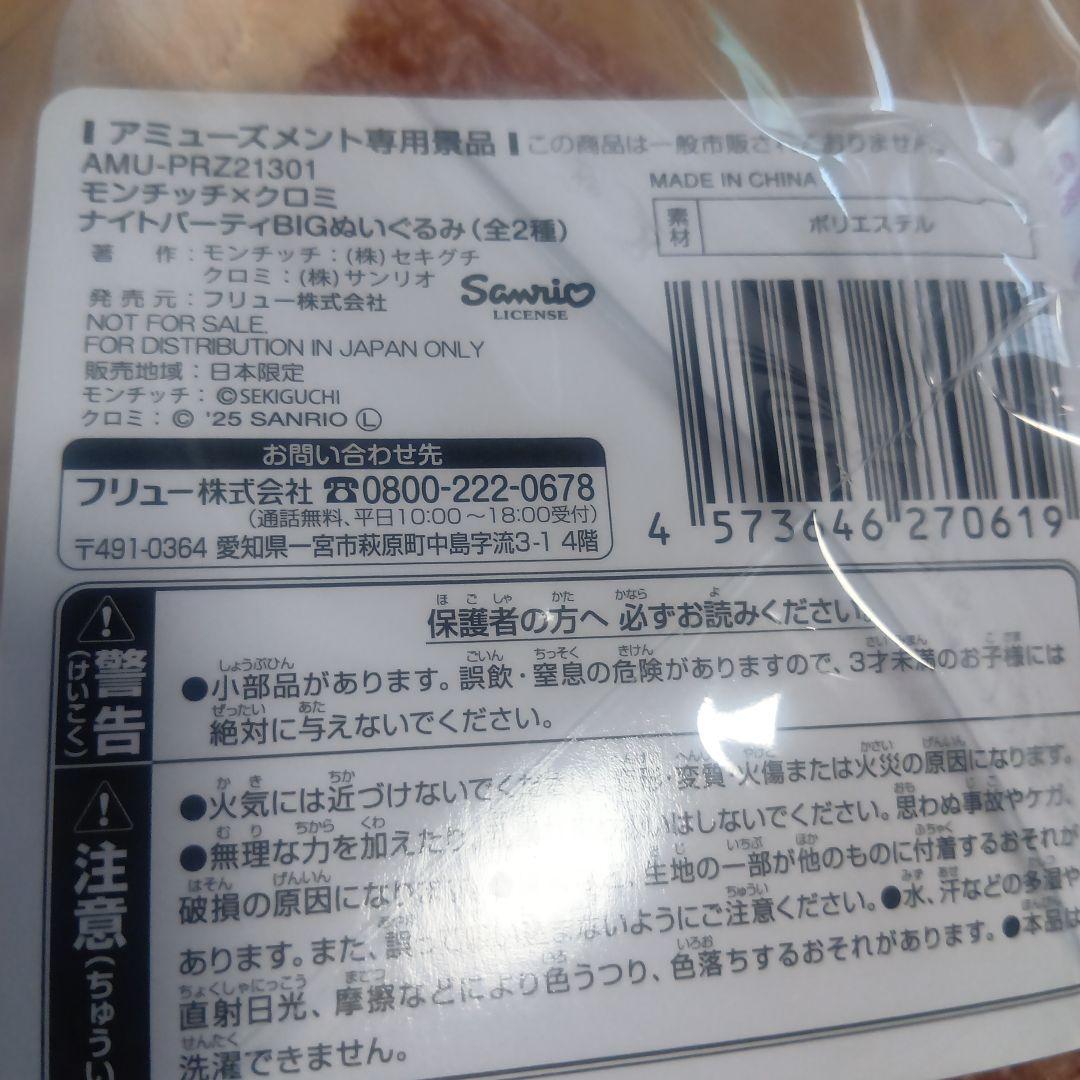 アミューズメント専用景品 この商品は一般市販されておりません。
AMU-PRZ21301
モンチッチ×クロミ
ナイトパーティBIGぬいぐるみ(全2種)
著作:モンチッチ:(株)セキグチ
クロミ:(株)サンリオ
発売元:フリュー株式会社
Sanrio
LICENSE
NOT FOR SALE.
FOR DISTRIBUTION IN JAPAN ONLY
販売地域:日本限定
モンチッチ:©SEKIGUCHI
クロミ:© '25 SANRIO Ⓛ
MADE IN CHINA
素材 ポリエステル
4 573646 270619
お問い合わせ先
フリュー株式会社 ☎0800-222-0678
(通話無料、平日10:00~18:00受付)
〒491-0364 愛知県一宮市萩原町中島字流3-1 4階
警告(けいこく)
保護者の方へ 必ずお読みください。
●小部品があります。誤飲・窒息の危険がありますので、3才未満のお子様には
絶対に与えないでください。
注意(ちゅうい
●火気には近づけないでくだ 変質・火傷または火災の原因になります。
●無理な力を加えたり、 はしないでください。思わぬ事故やケガ、
破損の原因になり 生地の一部が他のものに付着するおそれが
あります。また、誤 ないようにご注意ください。●水、汗などの多湿や
直射日光、摩擦などにより色うつり、色落ちするおそれがあります。●本品は
洗濯できません。